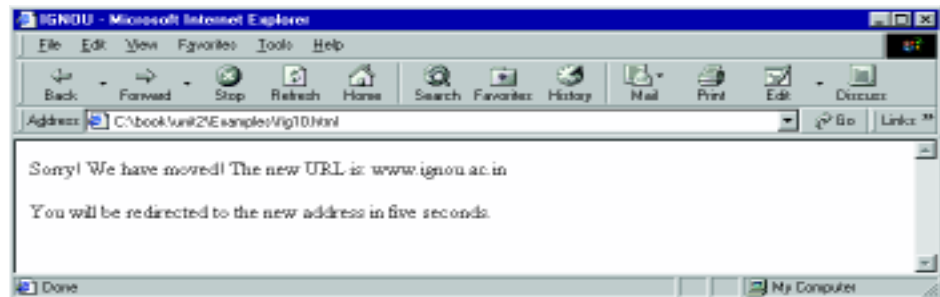 IGNOU - Microsoft Internet Explorer
File Edit View Favorites Tools Help
Back Forward Stop Refresh Home Search Favorites History Mail Print Edit Discuss
Address C:\book\unit2\Examples\fig10.html Go Links »
Sorry! We have moved! The new URL is: www.ignou.ac.in
You will be redirected to the new address in five seconds.
Done My Computer